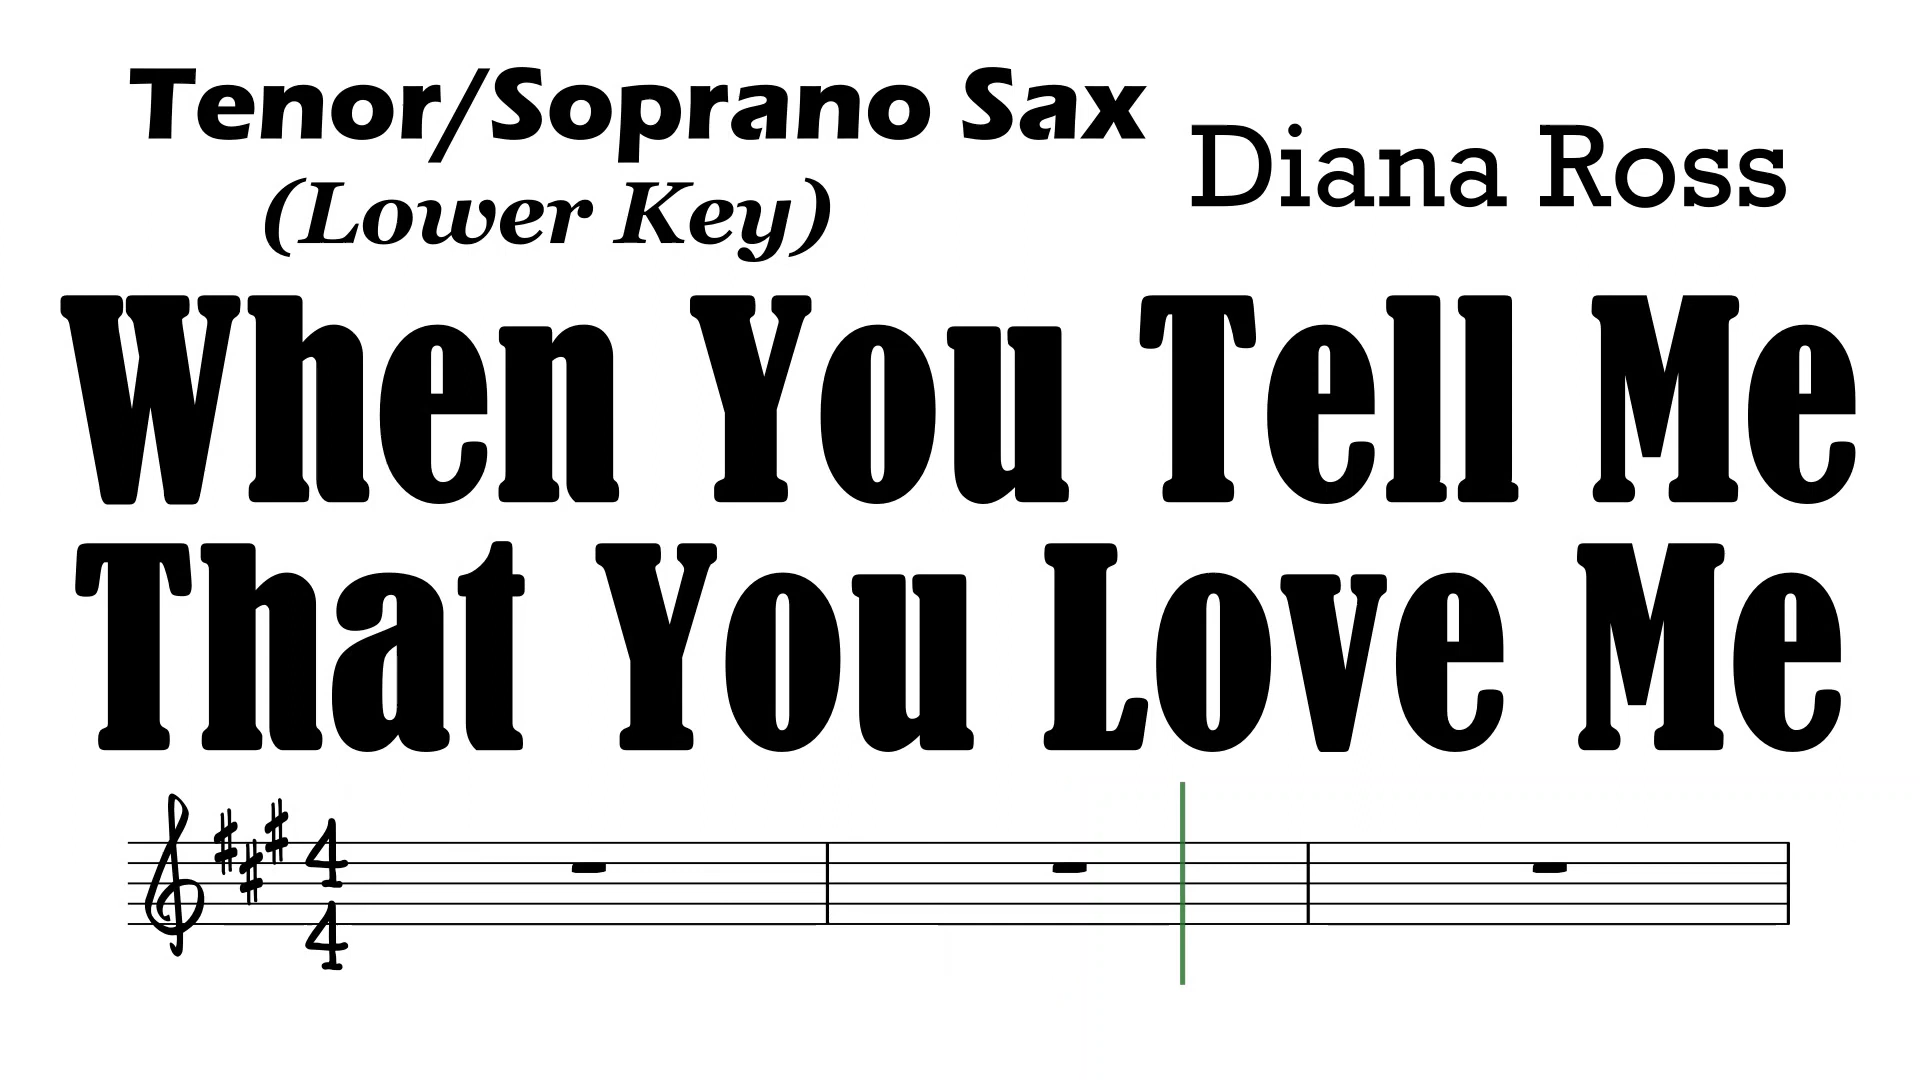 Tenor/Soprano Sax
(Lower Key)
Diana Ross
When You Tell Me
That You Love Me
4
4